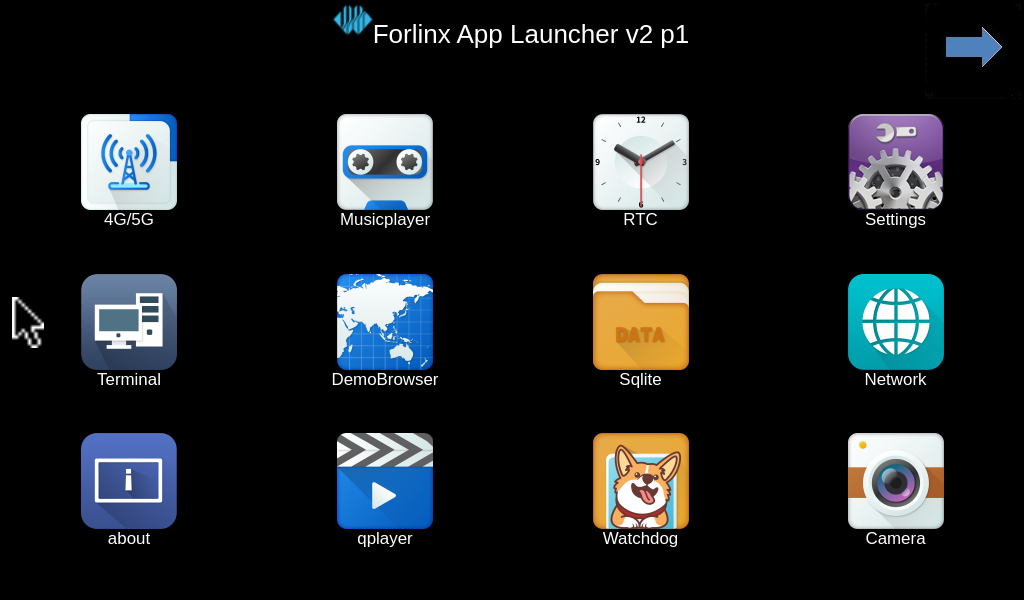 Forlinx App Launcher v2 p1
12
9
3
6
4G/5G
Musicplayer
RTC
Settings
DATA
Terminal
DemoBrowser
Sqlite
Network
i
about
qplayer
Watchdog
Camera